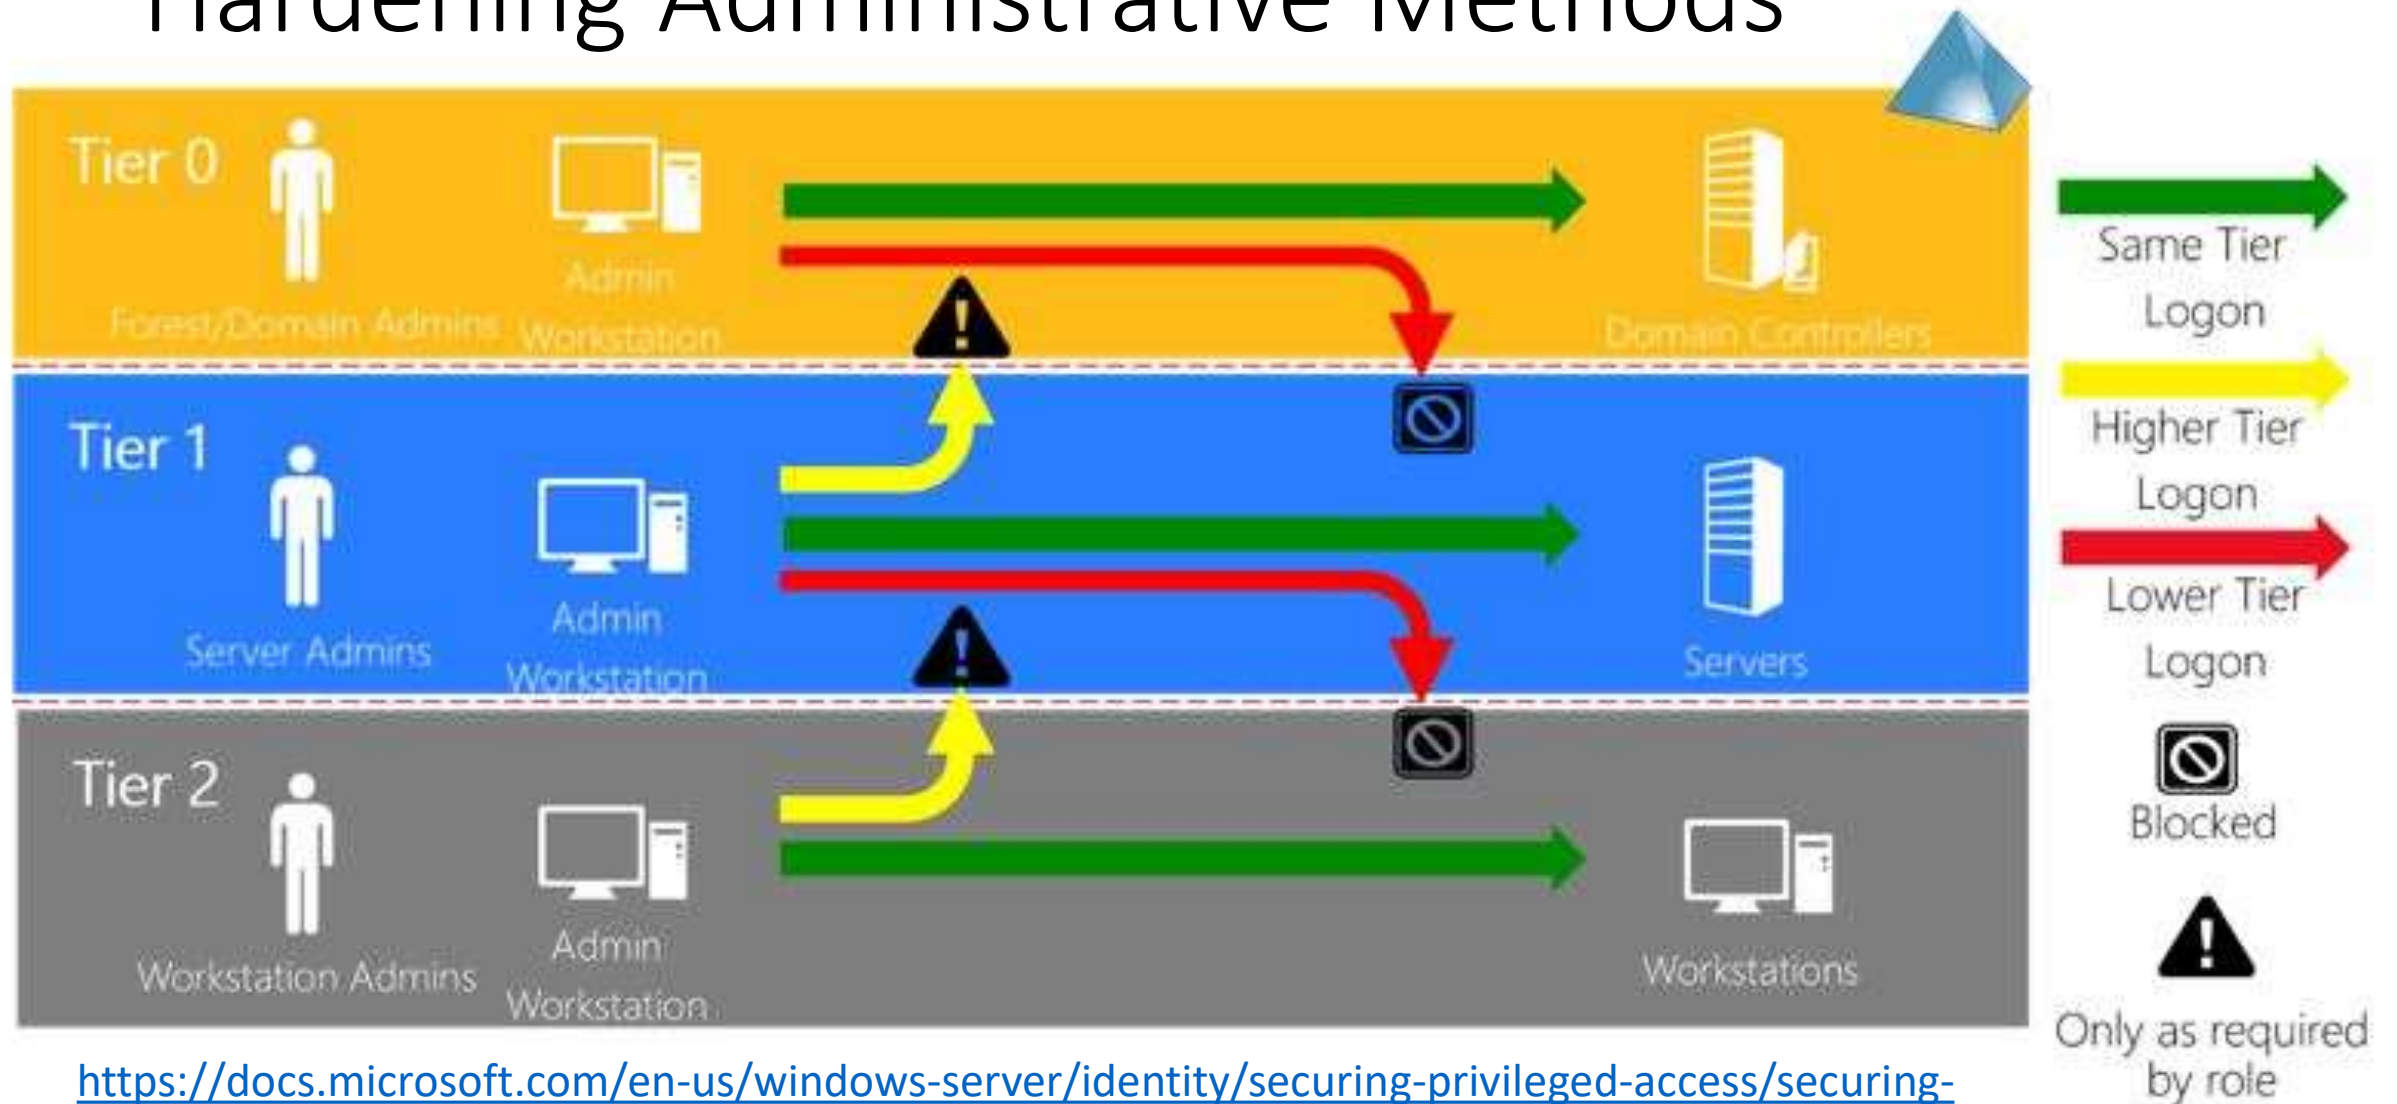 Hardening Administrative Methods
Tier 0
Admin
Forest/Domain Admins
Workstation
Domain Controllers
Tier 1
Server Admins
Admin
Workstation
Servers
Tier 2
Workstation Admins
Admin
Workstation
Workstations
Same Tier
Logon
Higher Tier
Logon
Lower Tier
Logon
Blocked
Only as required
by role
https://docs.microsoft.com/en-us/windows-server/identity/securing-privileged-access/securing-